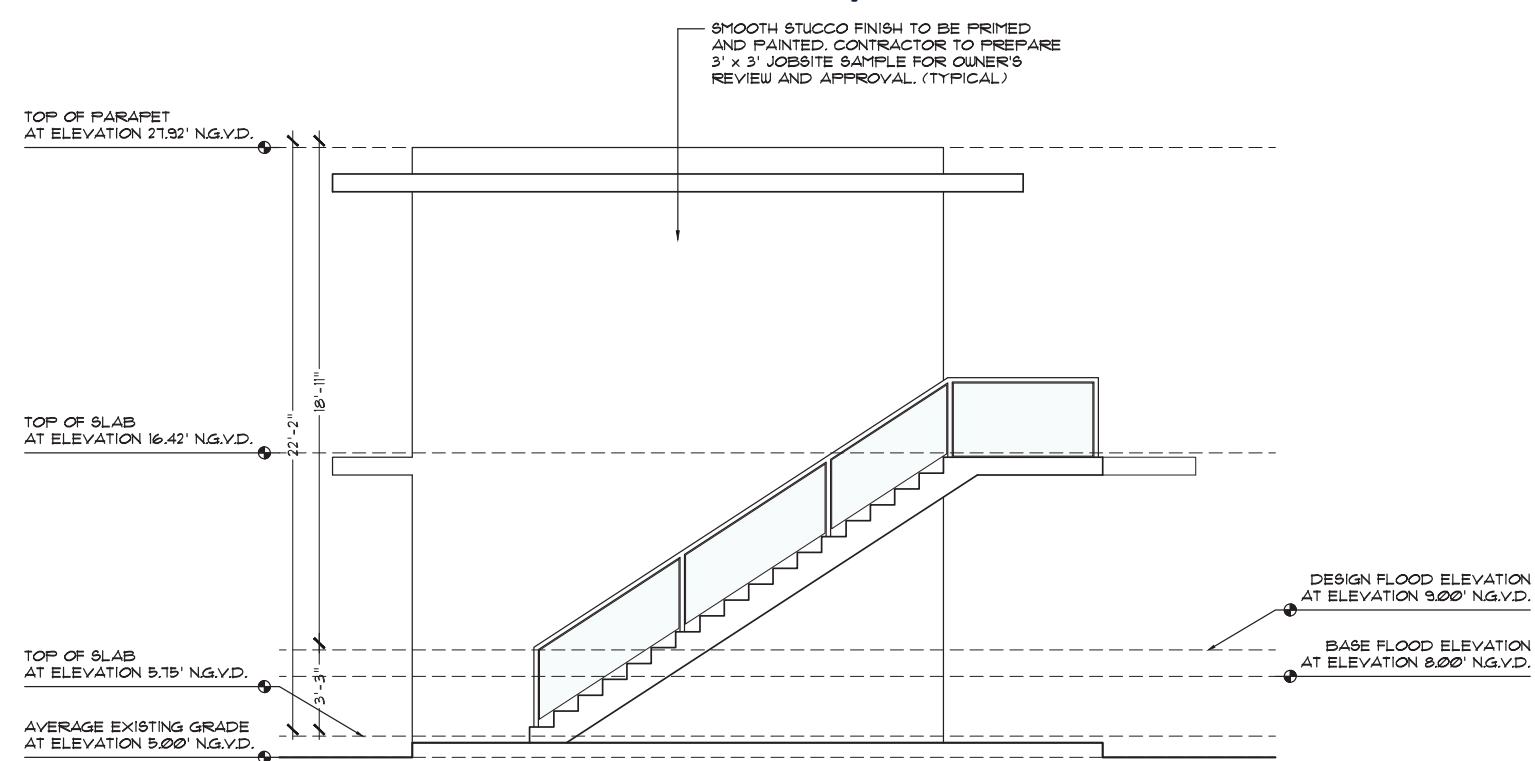 SMOOTH STUCCO FINISH TO BE PRIMED
AND PAINTED. CONTRACTOR TO PREPARE
3' x 3' JOBSITE SAMPLE FOR OWNER'S
REVIEW AND APPROVAL. (TYPICAL)
TOP OF PARAPET
AT ELEVATION 27.92' N.G.V.D.
18'-11"
22'-2"
TOP OF SLAB
AT ELEVATION 16.42' N.G.V.D.
DESIGN FLOOD ELEVATION
AT ELEVATION 9.00' N.G.V.D.
BASE FLOOD ELEVATION
AT ELEVATION 8.00' N.G.V.D.
TOP OF SLAB
AT ELEVATION 5.75' N.G.V.D.
3'-3"
AVERAGE EXISTING GRADE
AT ELEVATION 5.00' N.G.V.D.